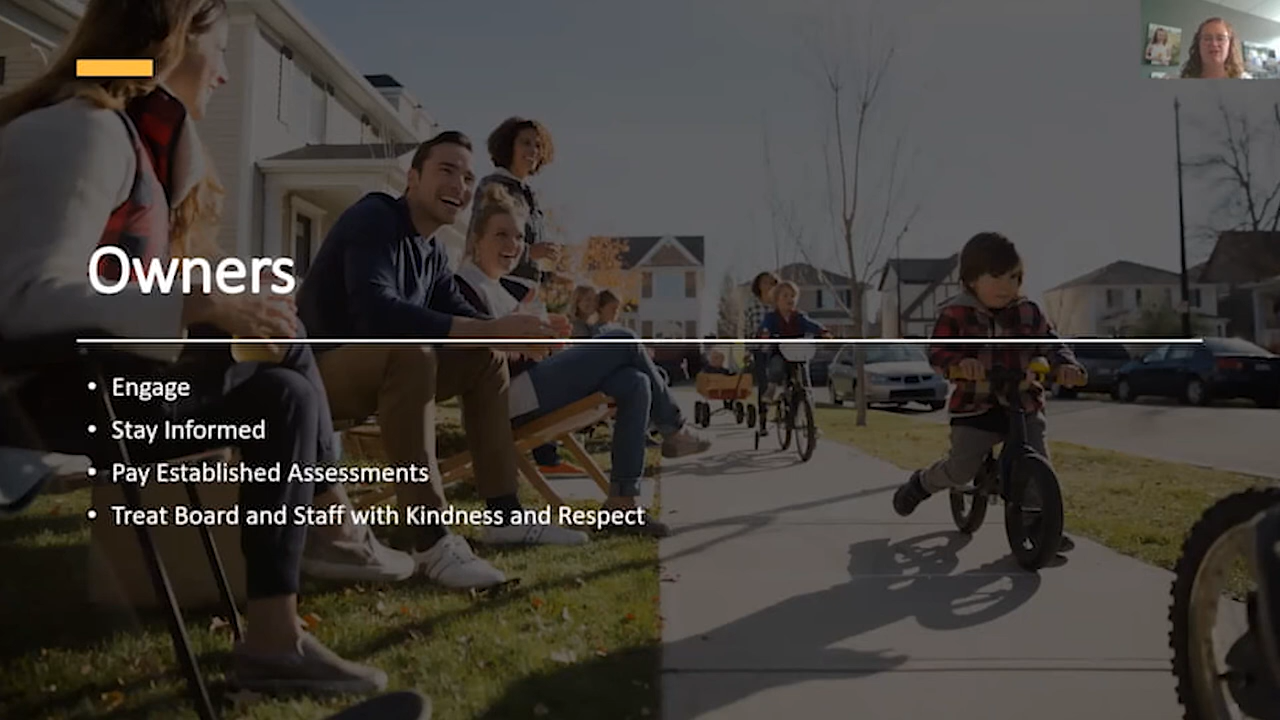 Owners
• Engage
• Stay Informed
• Pay Established Assessments
• Treat Board and Staff with Kindness and Respect